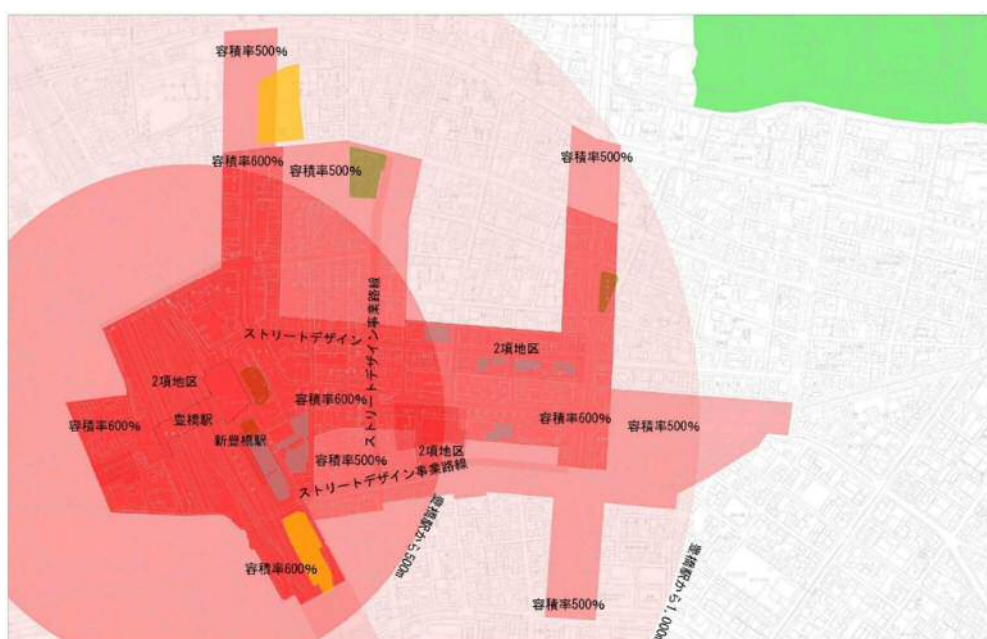 容積率500%
容積率600%
容積率500%
容積率500%
ストリートデザイン事業路線
ストリートデザイン
2項地区
2項地区
容積率600%
豊橋駅
容積率600%
新豊橋駅
容積率600%
容積率500%
容積率500%
2項地区
ストリートデザイン事業路線
豊橋駅から500m
容積率600%
豊橋駅から1,000m
容積率500%